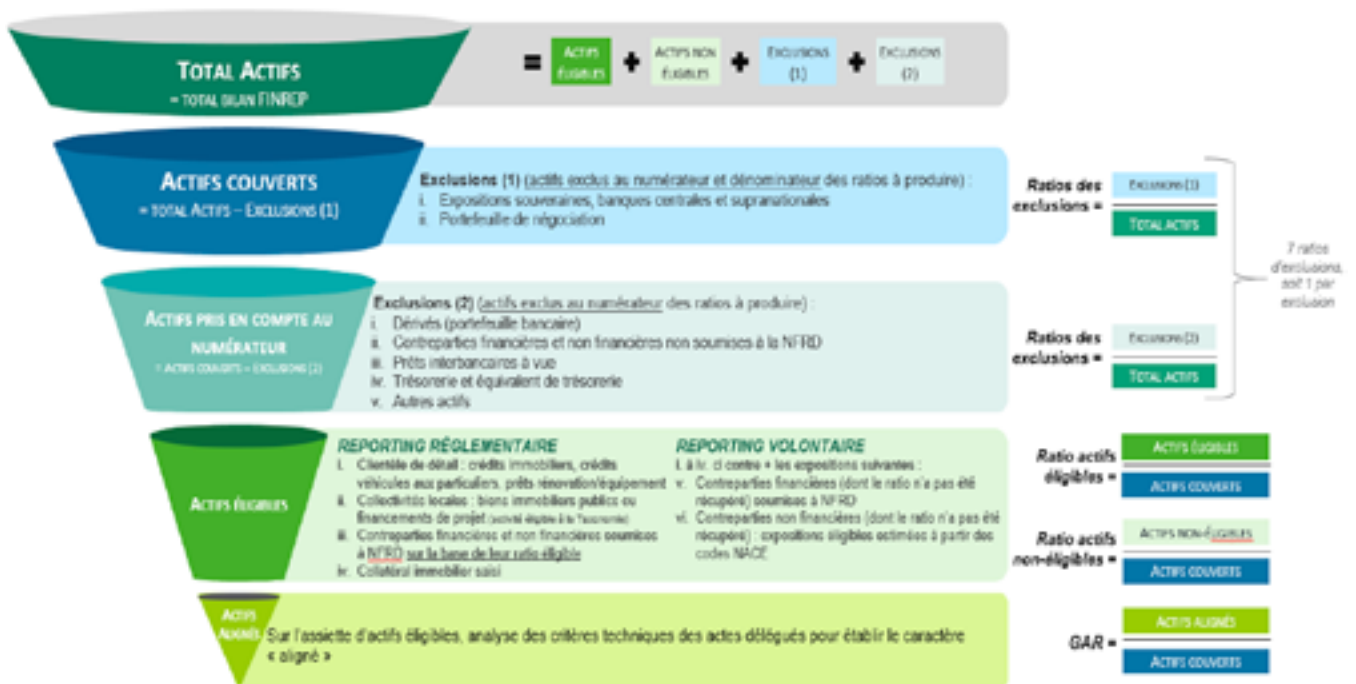 TOTAL ACTIFS
= TOTAL BILAN FINREP
=
ACTIFS
ÉLIGIBLES
+
ACTIFS NON
ÉLIGIBLES
+
EXCLUSIONS
(1)
+
EXCLUSIONS
(2)
ACTIFS COUVERTS
= TOTAL ACTIFS – EXCLUSIONS (1)
Exclusions (1) (actifs exclus au numérateur et dénominateur des ratios à produire) :
i. Expositions souveraines, banques centrales et supranationales
ii. Portefeuille de négociation
Ratios des
exclusions =
EXCLUSIONS (1)
TOTAL ACTIFS
7 ratios
d'exclusions,
soit 1 par
exclusion
ACTIFS PRIS EN COMPTE AU
NUMÉRATEUR
= ACTIFS COUVERTS – EXCLUSIONS (2)
Exclusions (2) (actifs exclus au numérateur des ratios à produire) :
i. Dérivés (portefeuille bancaire)
ii. Contreparties financières et non financières non soumises à la NFRD
iii. Prêts interbancaires à vue
iv. Trésorerie et équivalent de trésorerie
v. Autres actifs
Ratios des
exclusions =
EXCLUSIONS (2)
TOTAL ACTIFS
ACTIFS ÉLIGIBLES
REPORTING RÉGLEMENTAIRE
i. Clientèle de détail : crédits immobiliers, crédits
véhicules aux particuliers, prêts rénovation/équipement
ii. Collectivités locales : biens immobiliers publics ou
financements de projet (activité éligible à la Taxonomie)
iii. Contreparties financières et non financières soumises
à NFRD sur la base de leur ratio éligible
iv. Collatéral immobilier saisi
REPORTING VOLONTAIRE
i. à iv. ci contre + les expositions suivantes :
v. Contreparties financières (dont le ratio n'a pas été
récupéré) soumises à NFRD
vi. Contreparties non financières (dont le ratio n'a pas été
récupéré) : expositions éligibles estimées à partir des
codes NACE
Ratio actifs
éligibles =
ACTIFS ÉLIGIBLES
ACTIFS COUVERTS
Ratio actifs
non-éligibles =
ACTIFS NON-ÉLIGIBLES
ACTIFS COUVERTS
ACTIFS
ALIGNÉS
Sur l'assiette d'actifs éligibles, analyse des critères techniques des actes délégués pour établir le caractère
« aligné »
GAR =
ACTIFS ALIGNÉS
ACTIFS COUVERTS